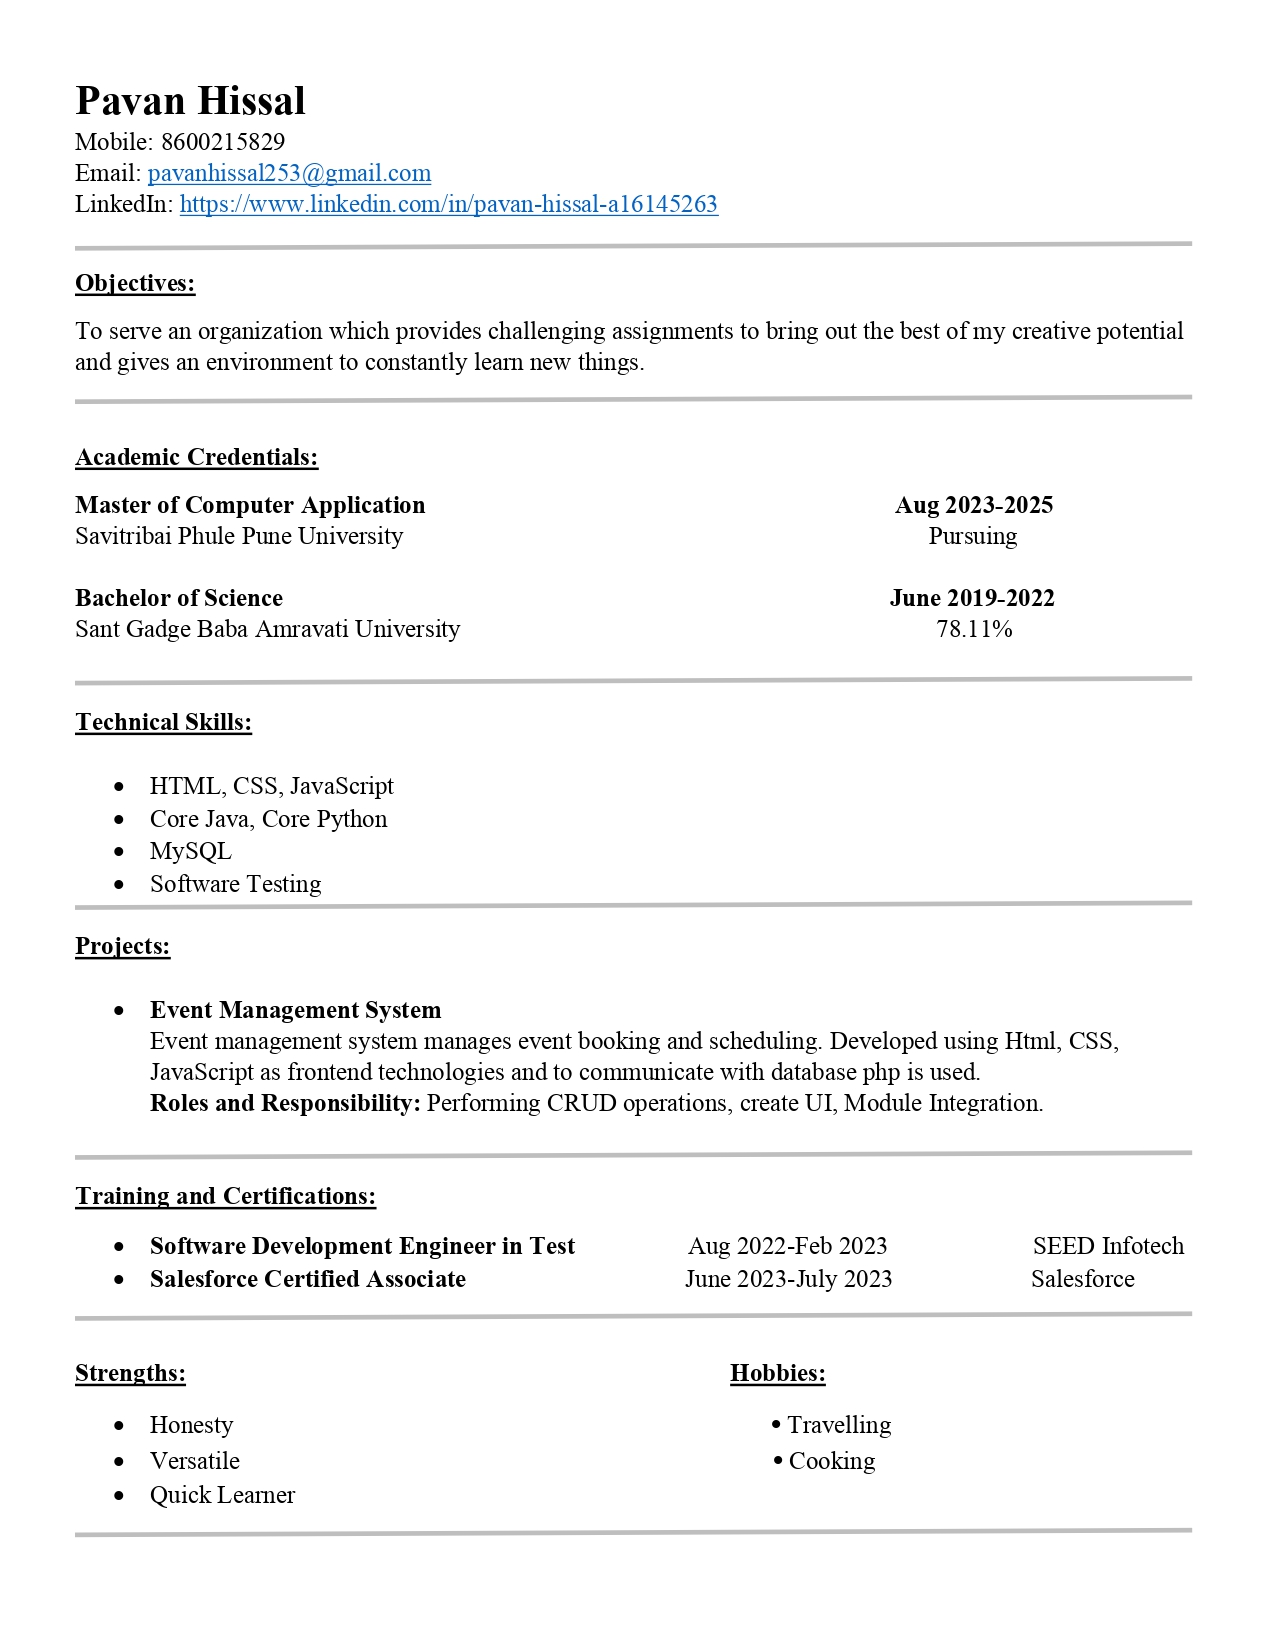 Pavan Hissal
Mobile: 8600215829
Email: pavanhissal253@gmail.com
LinkedIn: https://www.linkedin.com/in/pavan-hissal-a16145263
Objectives:
To serve an organization which provides challenging assignments to bring out the best of my creative potential
and gives an environment to constantly learn new things.
Academic Credentials:
Master of Computer Application Aug 2023-2025
Savitribai Phule Pune University Pursuing
Bachelor of Science June 2019-2022
Sant Gadge Baba Amravati University 78.11%
Technical Skills:
• HTML, CSS, JavaScript
• Core Java, Core Python
• MySQL
• Software Testing
Projects:
• Event Management System
Event management system manages event booking and scheduling. Developed using Html, CSS,
JavaScript as frontend technologies and to communicate with database php is used.
Roles and Responsibility: Performing CRUD operations, create UI, Module Integration.
Training and Certifications:
• Software Development Engineer in Test Aug 2022-Feb 2023 SEED Infotech
• Salesforce Certified Associate June 2023-July 2023 Salesforce
Strengths: Hobbies:
• Honesty • Travelling
• Versatile • Cooking
• Quick Learner